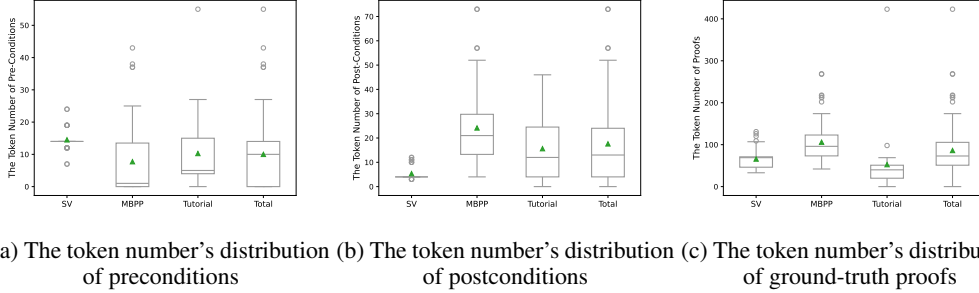 The Token Number of Pre-Conditions
50
40
30
20
10
0
SV MBPP Tutorial Total
The Token Number of Post-Conditions
70
60
50
40
30
20
10
0
SV MBPP Tutorial Total
The Token Number of Proofs
400
300
200
100
0
SV MBPP Tutorial Total
a) The token number's distribution
of preconditions
(b) The token number's distribution
of postconditions
(c) The token number's distribu
of ground-truth proofs